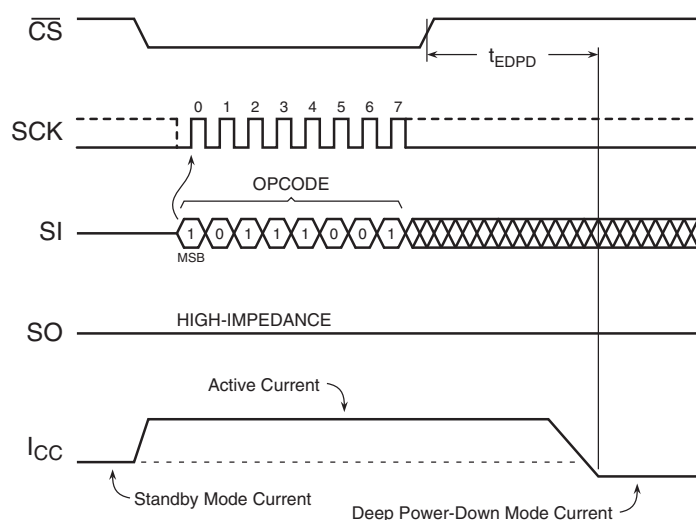 CS
tEDPD
0 1 2 3 4 5 6 7
SCK
OPCODE
SI
1 0 1 1 1 0 0 1
MSB
HIGH-IMPEDANCE
SO
Active Current
ICC
Standby Mode Current
Deep Power-Down Mode Current